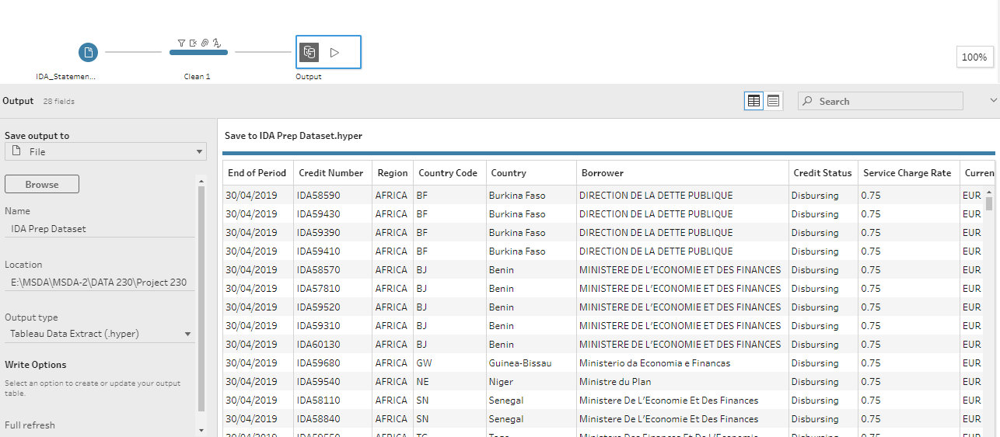 100%
IDA_Statemen...
Clean 1
Output
Output 28 fields
Search
Save output to
File
Browse
Name
IDA Prep Dataset
Location
E:\MSDA\MSDA-2\DATA 230\Project 230
Output type
Tableau Data Extract (.hyper)
Write Options
Select an option to create or update your output
table.
Full refresh
Save to IDA Prep Dataset.hyper
End of Period Credit Number Region Country Code Country Borrower Credit Status Service Charge Rate Curren
30/04/2019 IDA58590 AFRICA BF Burkina Faso DIRECTION DE LA DETTE PUBLIQUE Disbursing 0.75 EUR
30/04/2019 IDA59430 AFRICA BF Burkina Faso DIRECTION DE LA DETTE PUBLIQUE Disbursing 0.75 EUR
30/04/2019 IDA59390 AFRICA BF Burkina Faso DIRECTION DE LA DETTE PUBLIQUE Disbursing 0.75 EUR
30/04/2019 IDA59410 AFRICA BF Burkina Faso DIRECTION DE LA DETTE PUBLIQUE Disbursing 0.75 EUR
30/04/2019 IDA58570 AFRICA BJ Benin MINISTERE DE L'ECONOMIE ET DES FINANCES Disbursing 0.75 EUR
30/04/2019 IDA57810 AFRICA BJ Benin MINISTERE DE L'ECONOMIE ET DES FINANCES Disbursing 0.75 EUR
30/04/2019 IDA59520 AFRICA BJ Benin MINISTERE DE L'ECONOMIE ET DES FINANCES Disbursing 0.75 EUR
30/04/2019 IDA59310 AFRICA BJ Benin MINISTERE DE L'ECONOMIE ET DES FINANCES Disbursing 0.75 EUR
30/04/2019 IDA60130 AFRICA BJ Benin MINISTERE DE L'ECONOMIE ET DES FINANCES Disbursing 0.75 EUR
30/04/2019 IDA59680 AFRICA GW Guinea-Bissau Ministerio da Economia e Financas Disbursing 0.75 EUR
30/04/2019 IDA59540 AFRICA NE Niger Ministre du Plan Disbursing 0.75 EUR
30/04/2019 IDA58110 AFRICA SN Senegal Ministere De L'Economie Et Des Finances Disbursing 0.75 EUR
30/04/2019 IDA58840 AFRICA SN Senegal Ministere De L'Economie Et Des Finances Disbursing 0.75 EUR